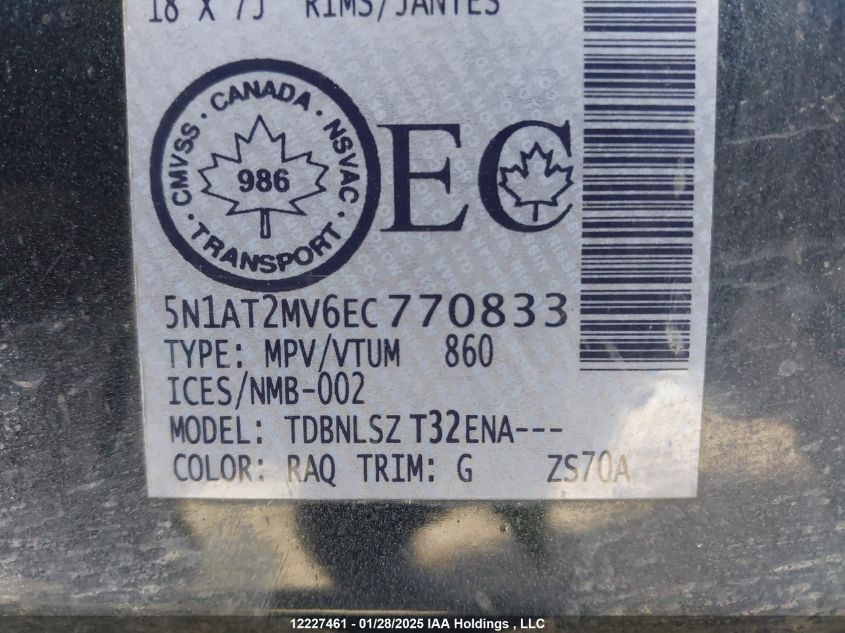 18 X 7J RIMS/JANTES
CMVSS · CANADA · NSVAC · TRANSPORT ·
986
EC
5N1AT2MV6EC770833
TYPE: MPV/VTUM 860
ICES/NMB-002
MODEL: TDBNLSZ T32ENA---
COLOR: RAQ TRIM: G ZS70A
12227461 - 01/28/2025 IAA Holdings , LLC